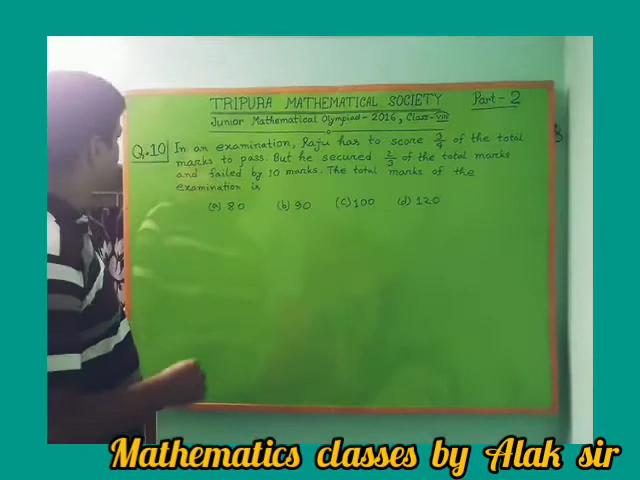 TRIPURA MATHEMATICAL SOCIETY Part-2
Junior Mathematical Olympiad-2016, Class-VIII
Q.10 In an examination, Raju has to score 3/4 of the total
marks to pass. But he secured 2/3 of the total marks
and failed by 10 marks. The total marks of the
examination is
(a) 80 (b) 90 (c) 100 (d) 120
Mathematics classes by Alak sir